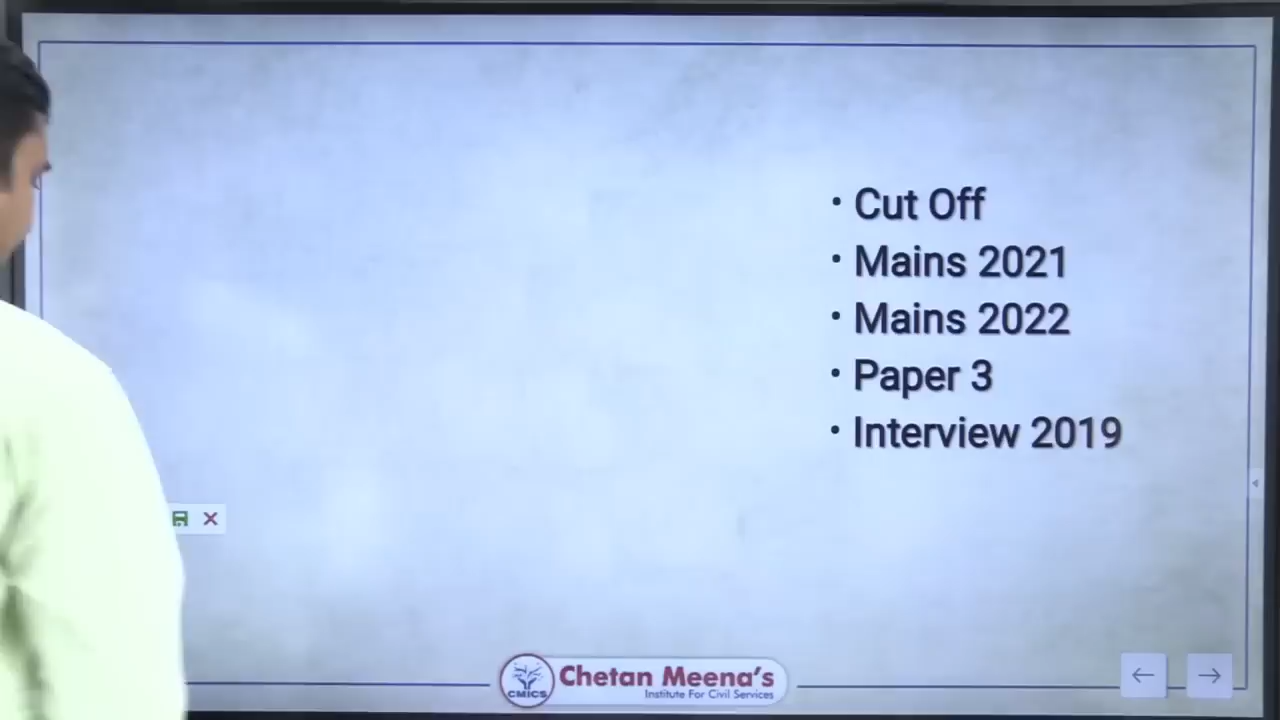 • Cut Off
• Mains 2021
• Mains 2022
• Paper 3
• Interview 2019
CMICS
Chetan Meena's
Institute For Civil Services